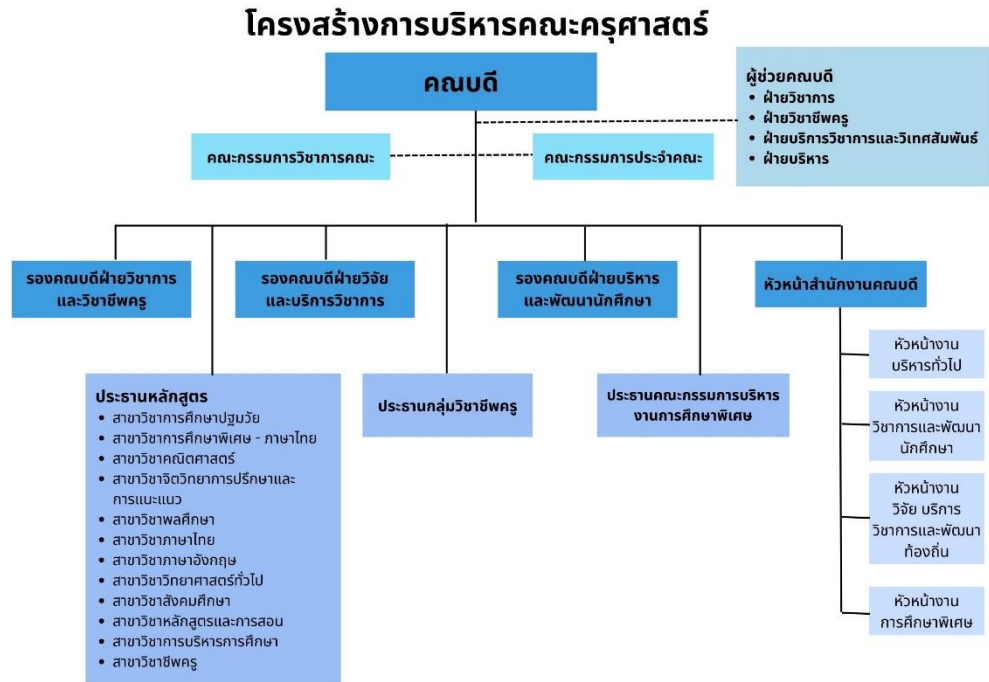 โครงสร้างการบริหารคณะครุศาสตร์
คณบดี
ผู้ช่วยคณบดี
• ฝ่ายวิชาการ
• ฝ่ายวิชาชีพครู
• ฝ่ายบริการวิชาการและวิเทศสัมพันธ์
• ฝ่ายบริหาร
คณะกรรมการวิชาการคณะ
คณะกรรมการประจำคณะ
รองคณบดีฝ่ายวิชาการ
และวิชาชีพครู
รองคณบดีฝ่ายวิจัย
และบริการวิชาการ
รองคณบดีฝ่ายบริหาร
และพัฒนานักศึกษา
หัวหน้าสำนักงานคณบดี
ประธานหลักสูตร
• สาขาวิชาการศึกษาปฐมวัย
• สาขาวิชาการศึกษาพิเศษ - ภาษาไทย
• สาขาวิชาคณิตศาสตร์
• สาขาวิชาจิตวิทยาการปรึกษาและ
การแนะแนว
• สาขาวิชาพลศึกษา
• สาขาวิชาภาษาไทย
• สาขาวิชาภาษาอังกฤษ
• สาขาวิชาวิทยาศาสตร์ทั่วไป
• สาขาวิชาสังคมศึกษา
• สาขาวิชาหลักสูตรและการสอน
• สาขาวิชาการบริหารการศึกษา
• สาขาวิชาชีพครู
ประธานกลุ่มวิชาชีพครู
ประธานคณะกรรมการบริหาร
งานการศึกษาพิเศษ
หัวหน้างาน
บริหารทั่วไป
หัวหน้างาน
วิชาการและพัฒนา
นักศึกษา
หัวหน้างาน
วิจัย บริการ
วิชาการและพัฒนา
ท้องถิ่น
หัวหน้างาน
การศึกษาพิเศษ